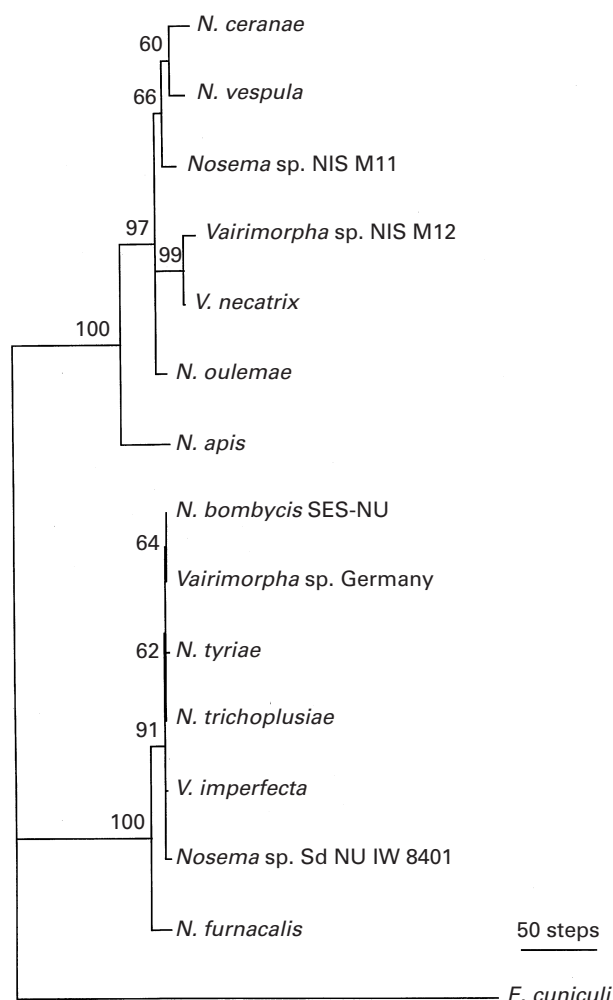 N. ceranae
60
N. vespula
66
Nosema sp. NIS M11
97
Vairimorpha sp. NIS M12
99
V. necatrix
100
N. oulemae
N. apis
N. bombycis SES-NU
64
Vairimorpha sp. Germany
62
N. tyriae
N. trichoplusiae
91
V. imperfecta
100
Nosema sp. Sd NU IW 8401
N. furnacalis
50 steps
E. cuniculi